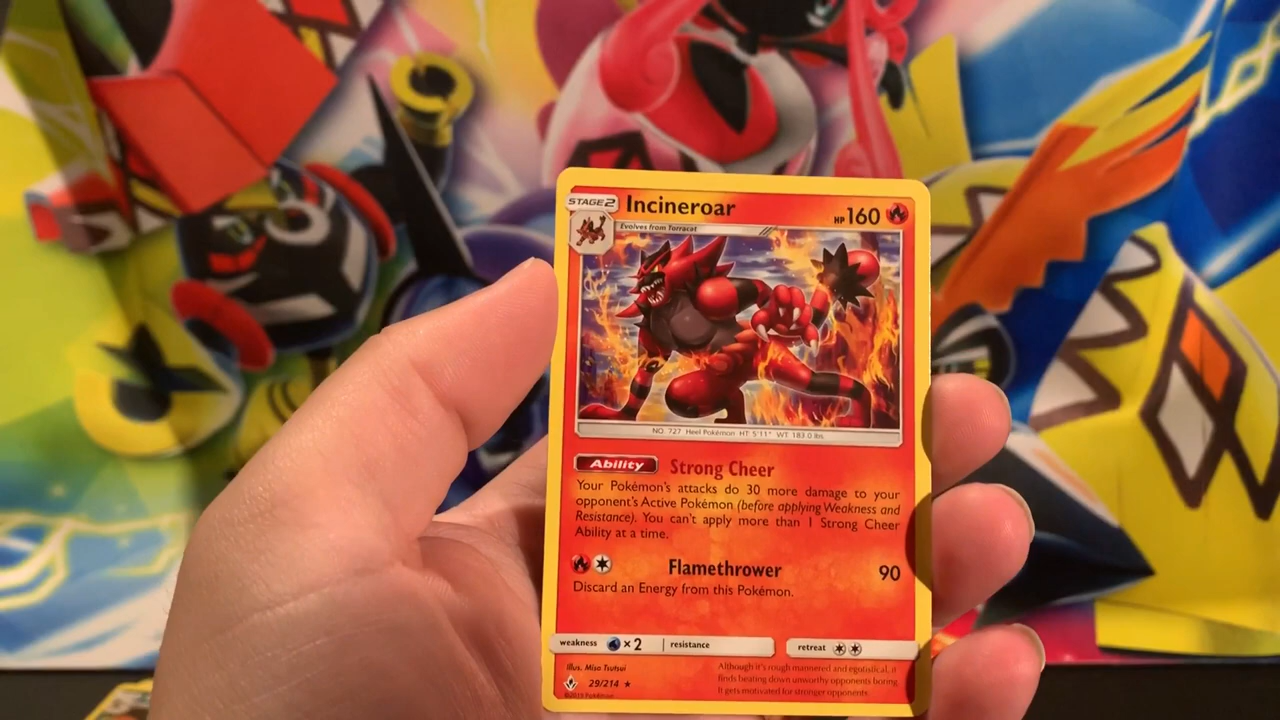 STAGE 2 Incineroar HP 160
Evolves from Torracat
NO. 727 Heel Pokémon HT: 5'11" WT: 183.0 lbs.
Ability Strong Cheer
Your Pokémon's attacks do 30 more damage to your
opponent's Active Pokémon (before applying Weakness and
Resistance). You can't apply more than 1 Strong Cheer
Ability at a time.
Flamethrower 90
Discard an Energy from this Pokémon.
weakness ×2 resistance retreat
Illus. Misa Tsutsui
29/214
©2019 Pokémon
Although it's rough mannered and egotistical, it
finds beating down unworthy opponents boring.
It gets motivated for stronger opponents.